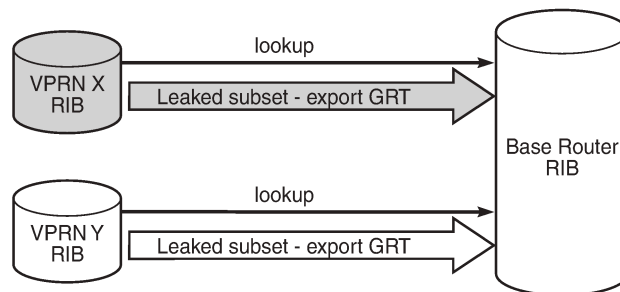 lookup
VPRN X
RIB
Leaked subset - export GRT
Base Router
RIB
lookup
VPRN Y
RIB
Leaked subset - export GRT